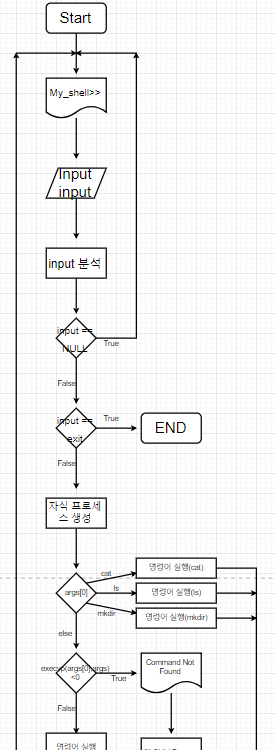 Start
My_shell>>
Input
input
input 분석
input ==
NULL
True
False
input ==
exit
True
END
False
자식 프로세
스 생성
명령어 실행(cat)
cat
args[0]
ls
명령어 실행(ls)
mkdir
명령어 실행(mkdir)
else
execvp(args[0],args)
<0
True
Command Not
Found
False
명령어 실행